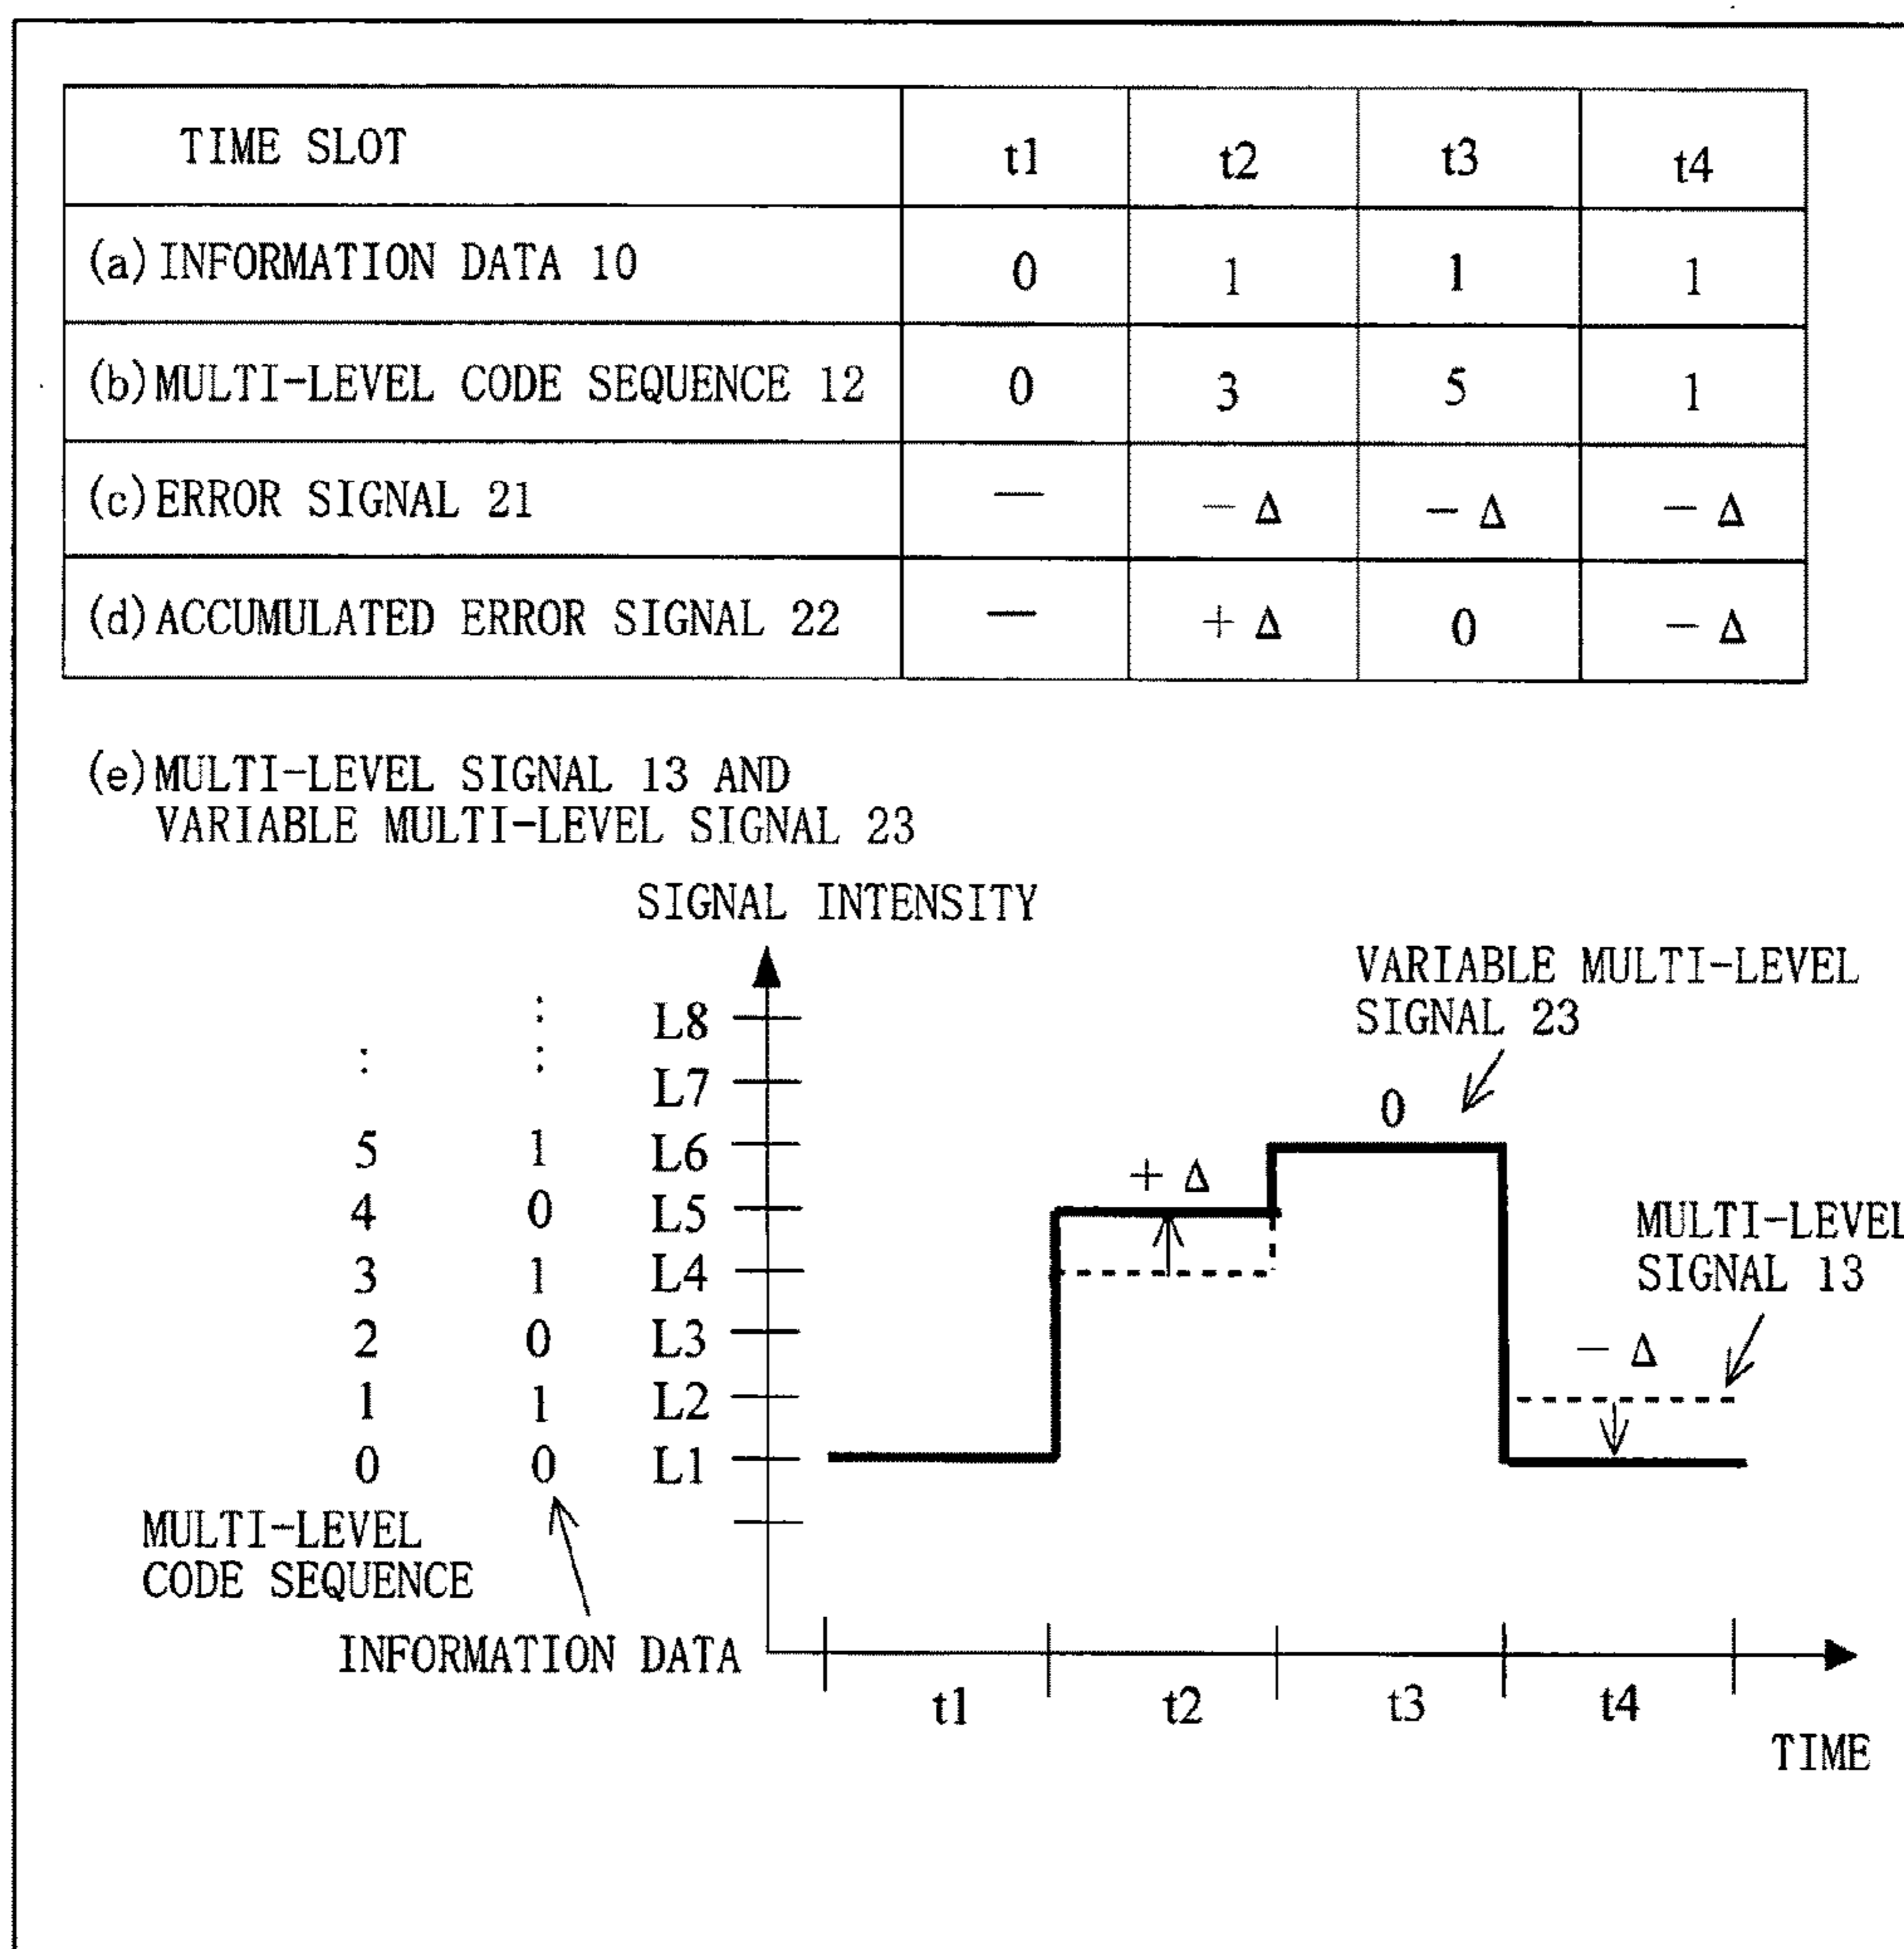 TIME SLOT t1 t2 t3 t4
(a) INFORMATION DATA 10 0 1 1 1
(b) MULTI-LEVEL CODE SEQUENCE 12 0 3 5 1
(c) ERROR SIGNAL 21 — − Δ − Δ − Δ
(d) ACCUMULATED ERROR SIGNAL 22 — + Δ 0 − Δ
(e) MULTI-LEVEL SIGNAL 13 AND
VARIABLE MULTI-LEVEL SIGNAL 23
SIGNAL INTENSITY
VARIABLE MULTI-LEVEL
SIGNAL 23
: L8
: : L7
0
5 1 L6
+ Δ
4 0 L5
MULTI-LEVEL
SIGNAL 13
3 1 L4
2 0 L3
− Δ
1 1 L2
0 0 L1
MULTI-LEVEL
CODE SEQUENCE
INFORMATION DATA
t1 t2 t3 t4
TIME